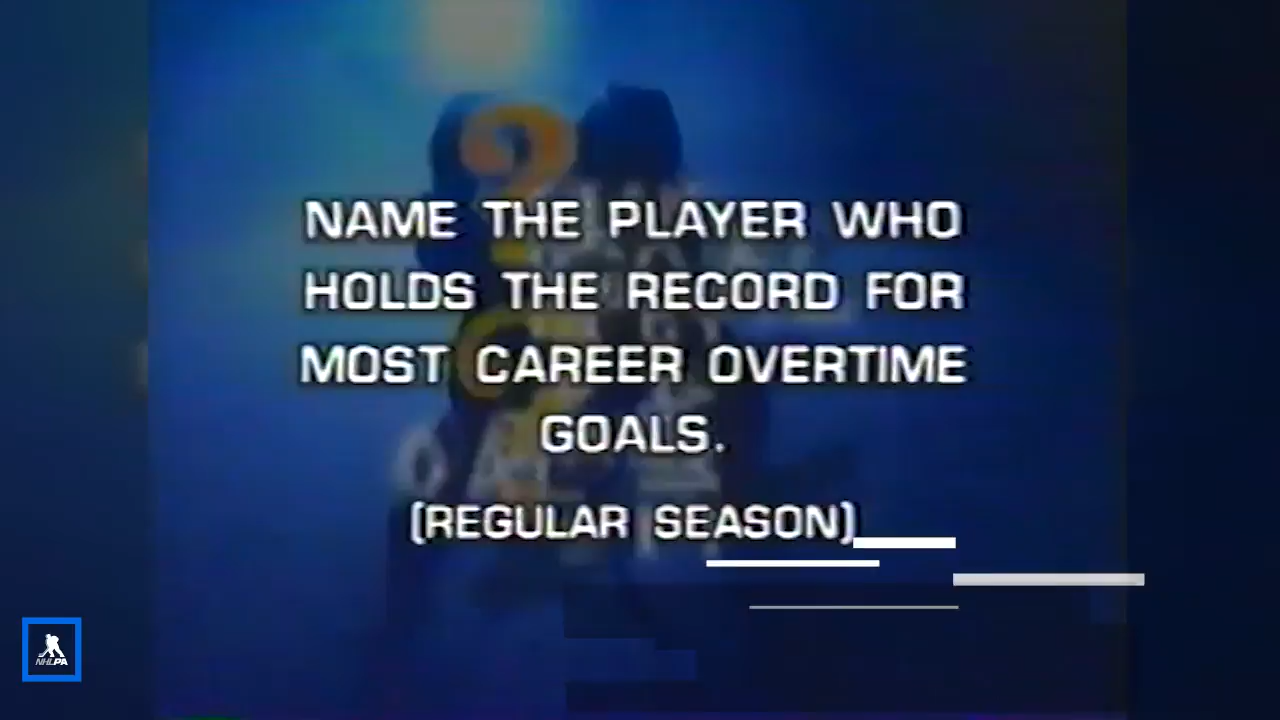 NAME THE PLAYER WHO
HOLDS THE RECORD FOR
MOST CAREER OVERTIME
GOALS.
(REGULAR SEASON)
NHLPA